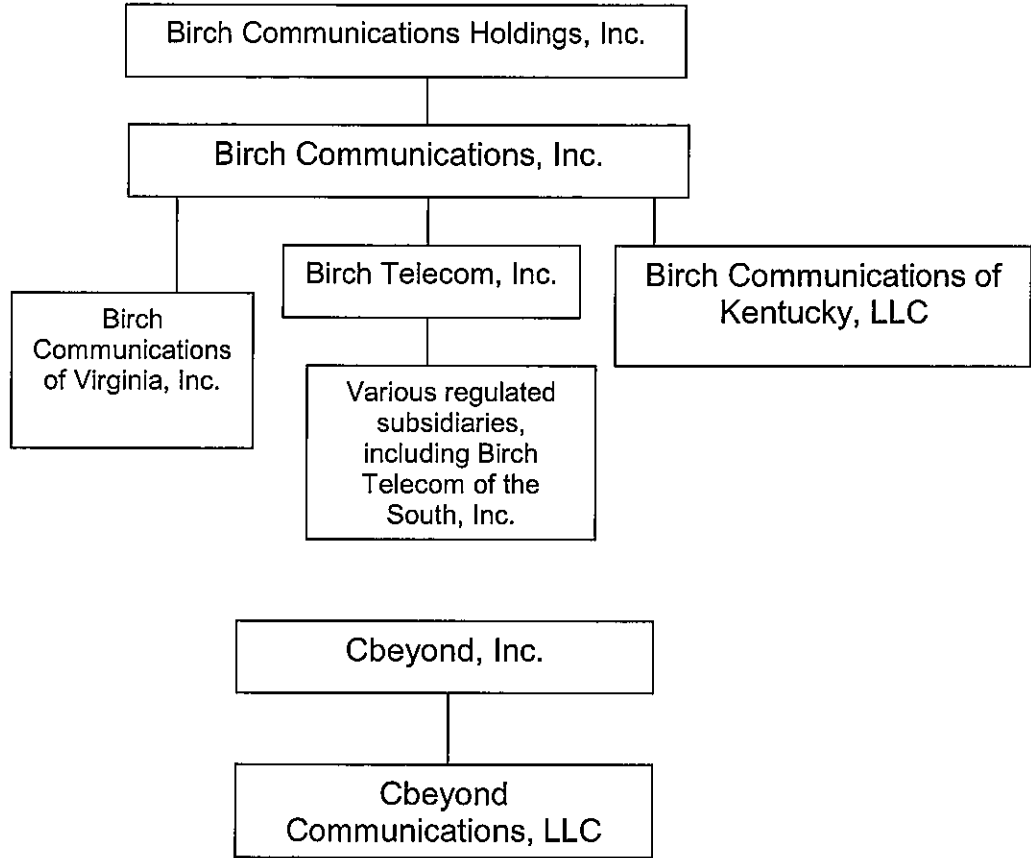 Birch Communications Holdings, Inc.
Birch Communications, Inc.
Birch
Communications
of Virginia, Inc.
Birch Telecom, Inc.
Birch Communications of
Kentucky, LLC
Various regulated
subsidiaries,
including Birch
Telecom of the
South, Inc.
Cbeyond, Inc.
Cbeyond
Communications, LLC